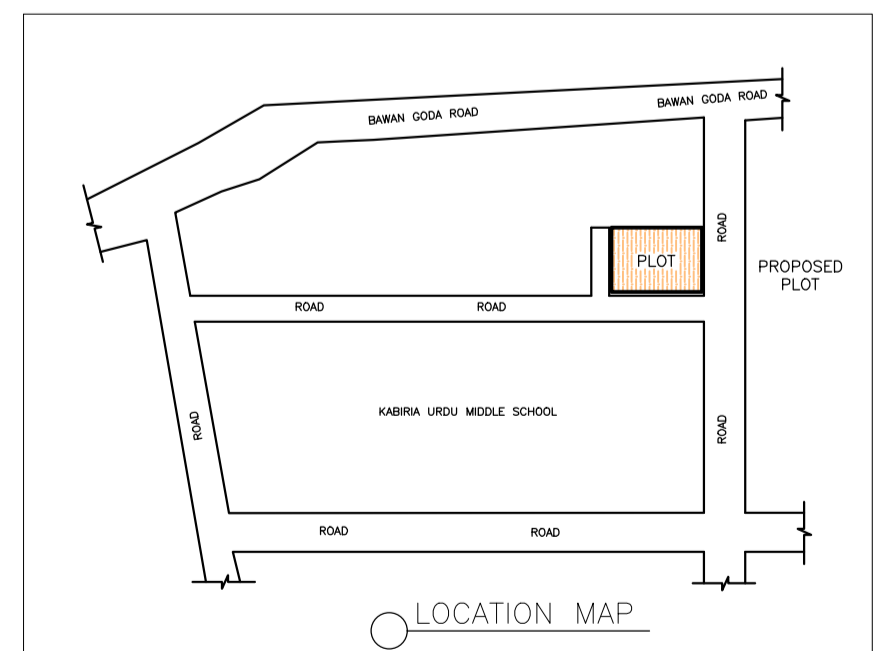 BAWAN GODA ROAD
BAWAN GODA ROAD
ROAD
PLOT
PROPOSED
PLOT
ROAD
ROAD
KABIRIA URDU MIDDLE SCHOOL
ROAD
ROAD
ROAD
ROAD
LOCATION MAP